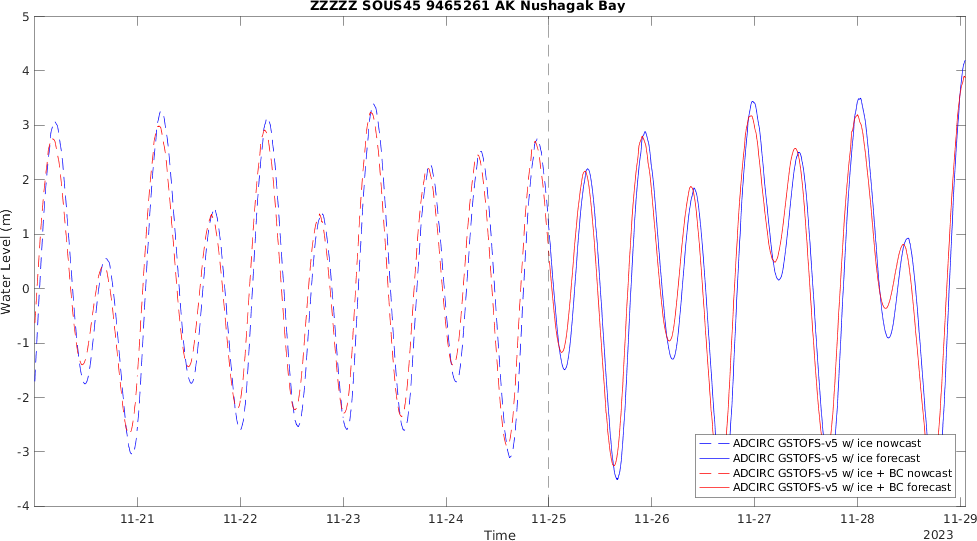 ZZZZZ SOUS45 9465261 AK Nushagak Bay
5
4
3
2
1
0
-1
-2
-3
-4
Water Level (m)
ADCIRC GSTOFS-v5 w/ ice nowcast
ADCIRC GSTOFS-v5 w/ ice forecast
ADCIRC GSTOFS-v5 w/ ice + BC nowcast
ADCIRC GSTOFS-v5 w/ ice + BC forecast
11-21 11-22 11-23 11-24 11-25 11-26 11-27 11-28 11-29
Time
2023